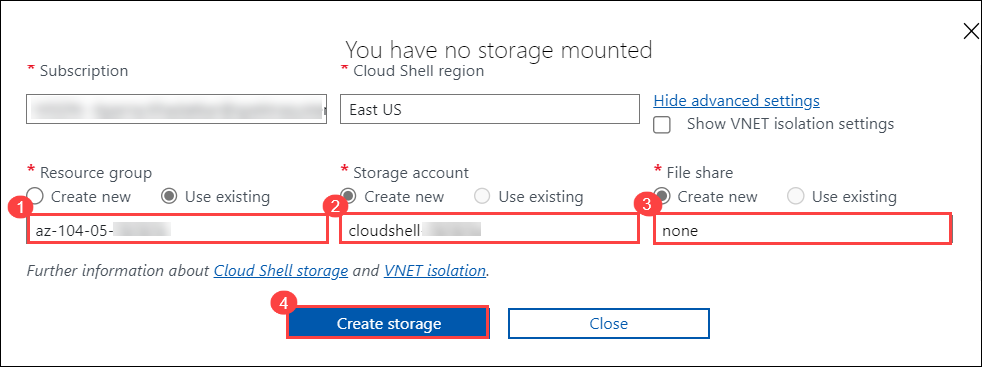 You have no storage mounted
* Subscription
* Cloud Shell region
East US
Hide advanced settings
Show VNET isolation settings
* Resource group
* Storage account
* File share
Create new Use existing
Create new Use existing
Create new Use existing
1
az-104-05-
2
cloudshell
3
none
Further information about Cloud Shell storage and VNET isolation.
4
Create storage
Close